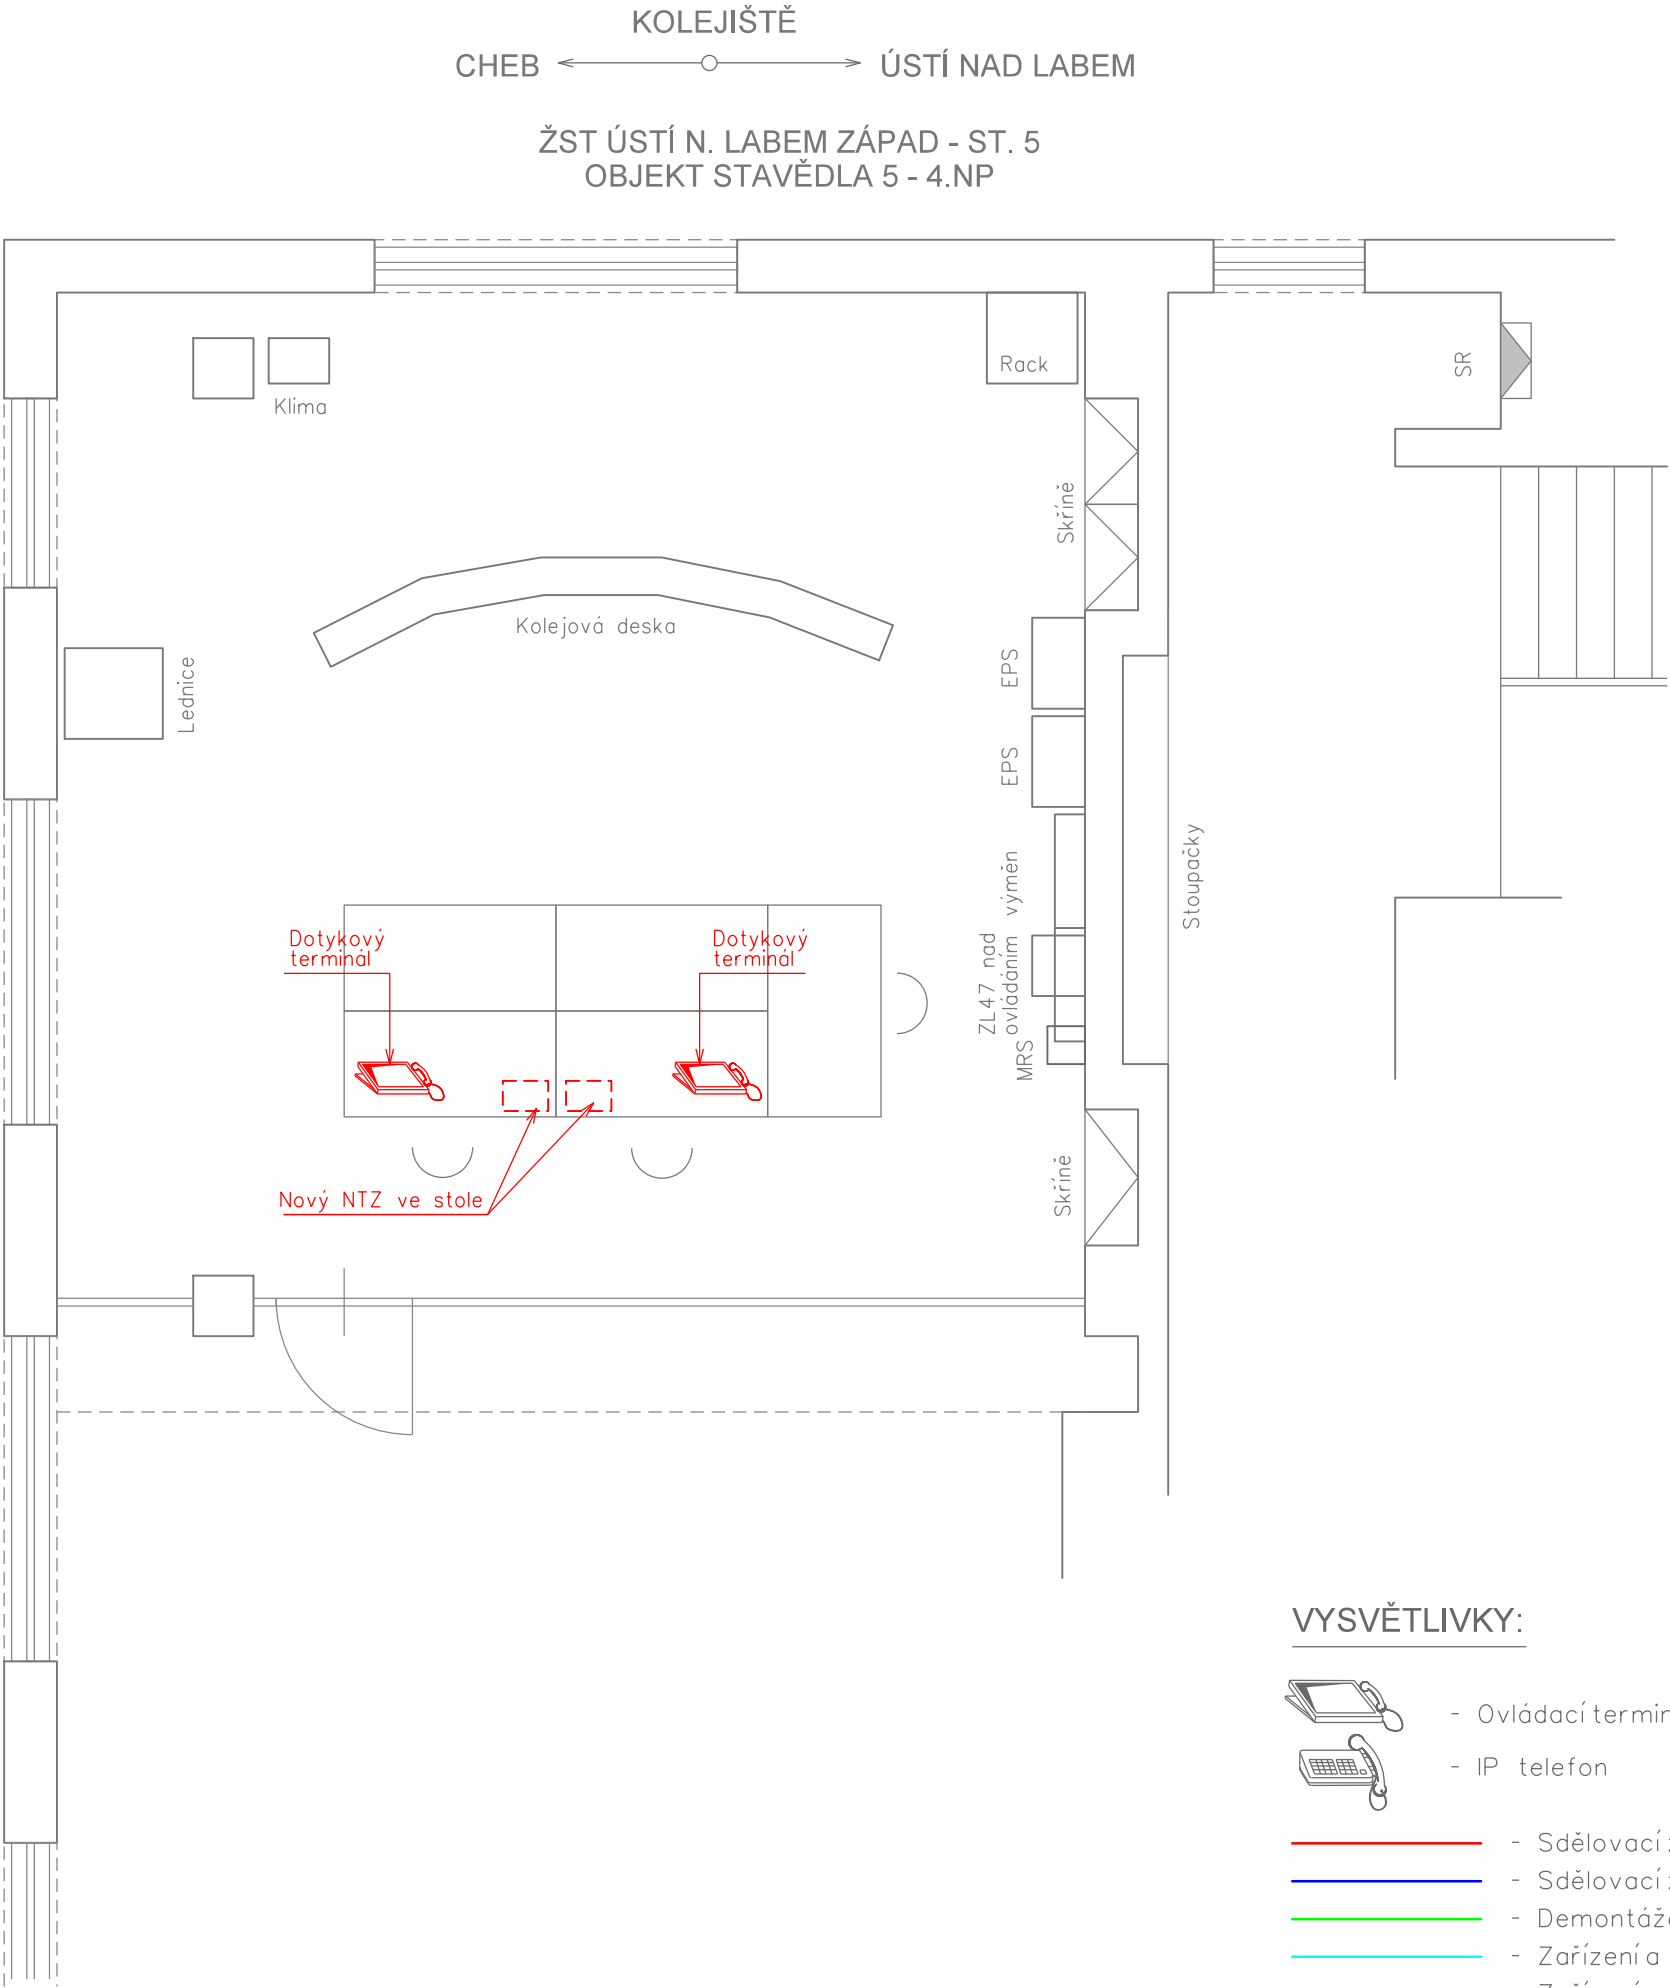 KOLEJIŠTĚ
CHEB
ÚSTÍ NAD LABEM
ŽST ÚSTÍ N. LABEM ZÁPAD - ST. 5
OBJEKT STAVĚDLA 5 - 4.NP
Klima
Rack
SR
Skříně
Kolejová deska
EPS
Lednice
EPS
Stoupačky
ZL47 nad
ovládáním výměn
Dotykový
terminál
Dotykový
terminál
MRS
Nový NTZ ve stole
Skříně
VYSVĚTLIVKY:
- Ovládací
- IP telefon
- Sdělovací
- Sdělovací
- Zařízení a